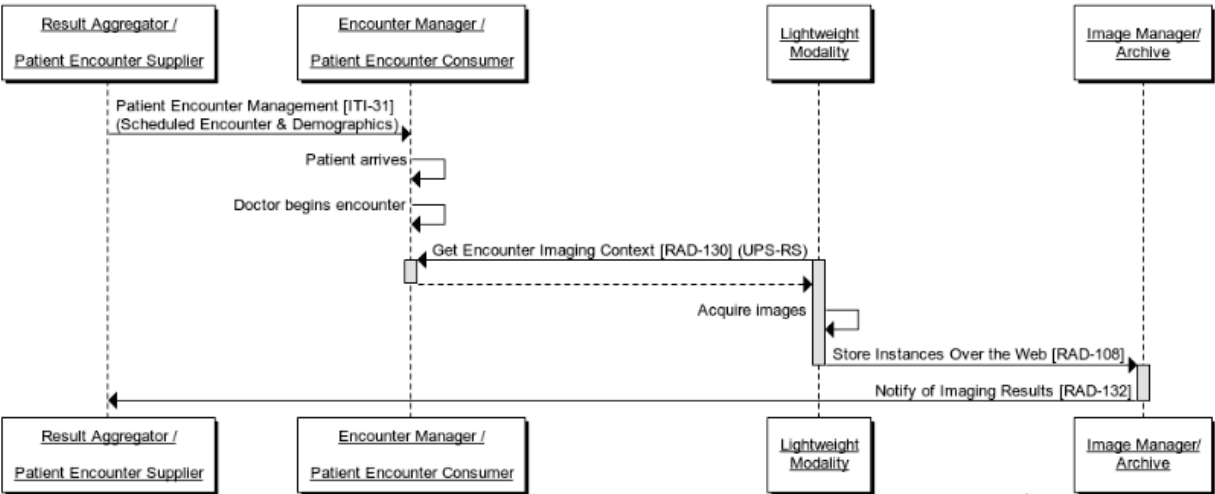 Result Aggregator /
Patient Encounter Supplier
Encounter Manager /
Patient Encounter Consumer
Lightweight
Modality
Image Manager/
Archive
Patient Encounter Management [ITI-31]
(Scheduled Encounter & Demographics)
Patient arrives
Doctor begins encounter
Get Encounter Imaging Context [RAD-130] (UPS-RS)
Acquire images
Store Instances Over the Web [RAD-108]
Notify of Imaging Results [RAD-132]
Result Aggregator /
Patient Encounter Supplier
Encounter Manager /
Patient Encounter Consumer
Lightweight
Modality
Image Manager/
Archive